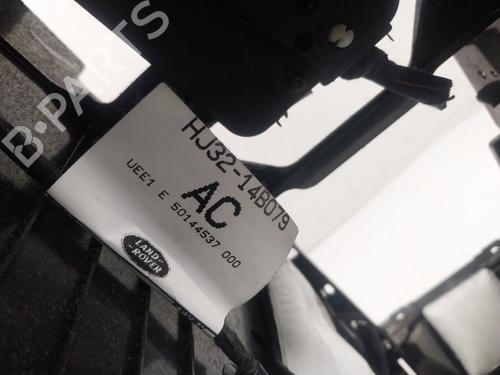 B-PARTS
HJ32-14B079
AC
UEE1 E 50144537 000
LAND
ROVER